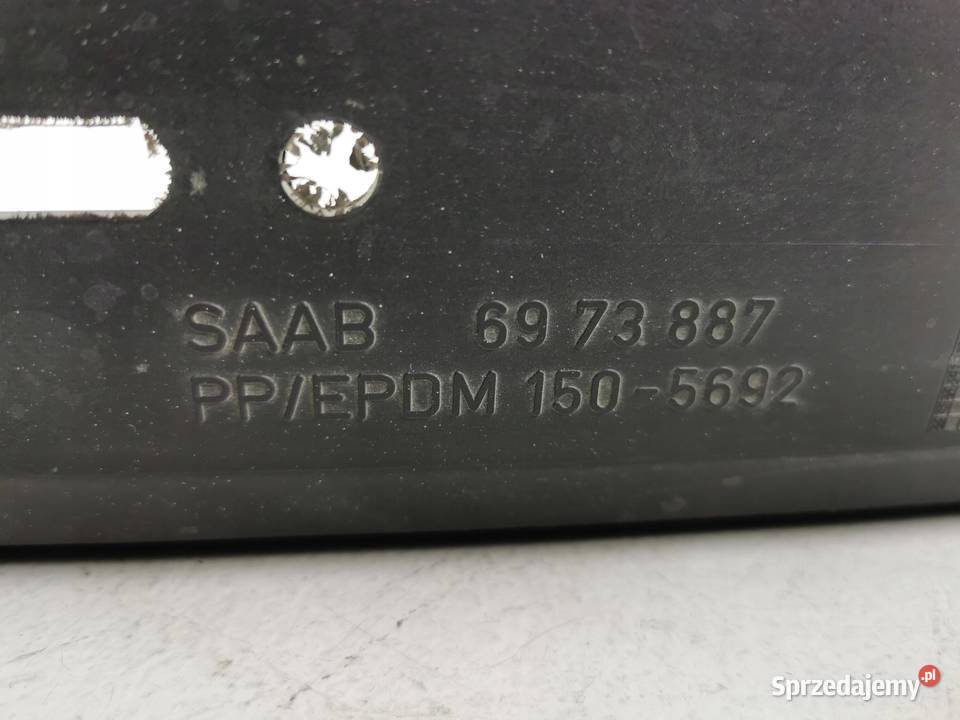 SAAB 69 73 887
PP/EPDM 150-5692
Sprzedajemy.pl